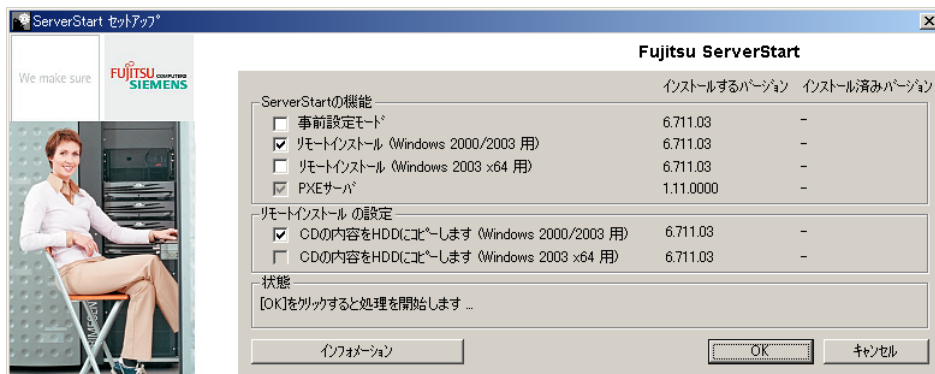 ServerStart セットアップ
We make sure
FUJITSU COMPUTERS
SIEMENS
Fujitsu ServerStart
インストールするバージョン インストール済みバージョン
ServerStartの機能
事前設定モード 6.711.03 -
リモートインストール (Windows 2000/2003 用) 6.711.03 -
リモートインストール (Windows 2003 x64 用) 6.711.03 -
PXEサーバ 1.11.0000 -
リモートインストール の設定
CDの内容をHDDにコピーします (Windows 2000/2003 用) 6.711.03 -
CDの内容をHDDにコピーします (Windows 2003 x64 用) 6.711.03 -
状態
[OK]をクリックすると処理を開始します ...
インフォメーション OK キャンセル